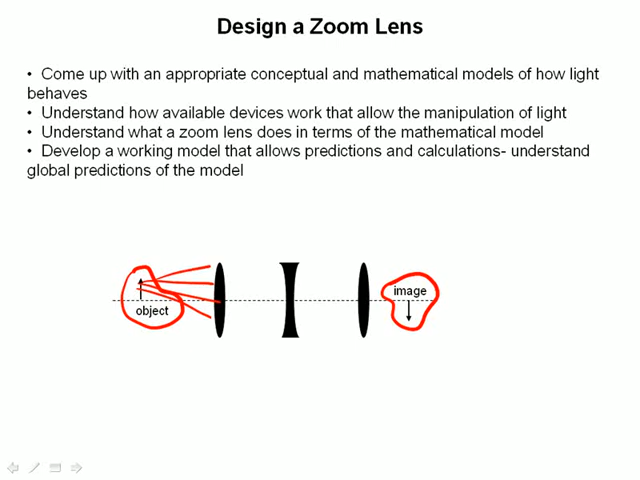 Design a Zoom Lens
• Come up with an appropriate conceptual and mathematical models of how light
behaves
• Understand how available devices work that allow the manipulation of light
• Understand what a zoom lens does in terms of the mathematical model
• Develop a working model that allows predictions and calculations- understand
global predictions of the model
image
object